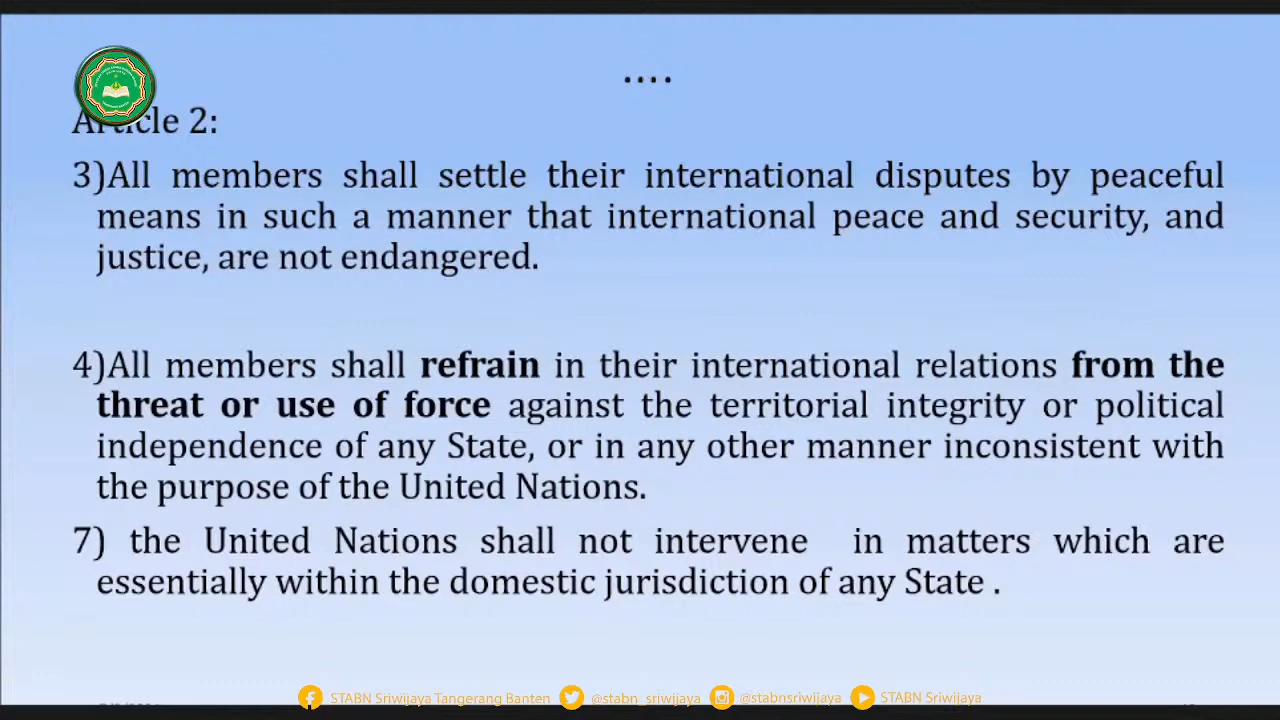 ....
Article 2:
3)All members shall settle their international disputes by peaceful
means in such a manner that international peace and security, and
justice, are not endangered.
4)All members shall refrain in their international relations from the
threat or use of force against the territorial integrity or political
independence of any State, or in any other manner inconsistent with
the purpose of the United Nations.
7) the United Nations shall not intervene in matters which are
essentially within the domestic jurisdiction of any State .
STABN Sriwijaya Tangerang Banten @stabn_sriwijaya @stabnsriwijaya STABN Sriwijaya